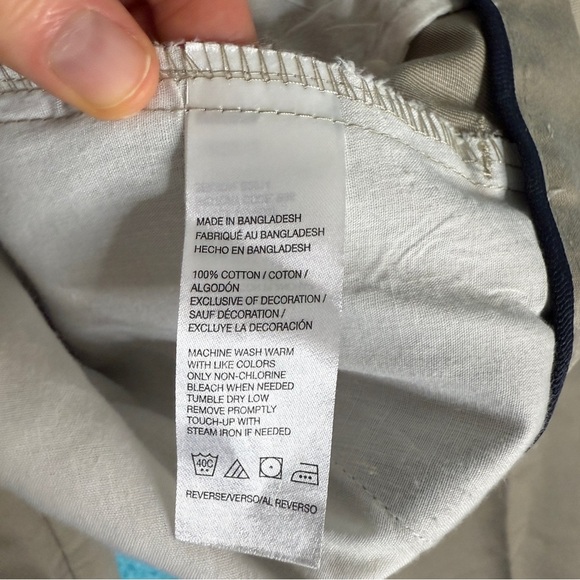 MADE IN BANGLADESH
FABRIQUÉ AU BANGLADESH
HECHO EN BANGLADESH
100% COTTON / COTON /
ALGODÓN
EXCLUSIVE OF DECORATION /
SAUF DÉCORATION /
EXCLUYE LA DECORACIÓN
MACHINE WASH WARM
WITH LIKE COLORS
ONLY NON-CHLORINE
BLEACH WHEN NEEDED
TUMBLE DRY LOW
REMOVE PROMPTLY
TOUCH-UP WITH
STEAM IRON IF NEEDED
40C
REVERSE/VERSO/AL REVERSO